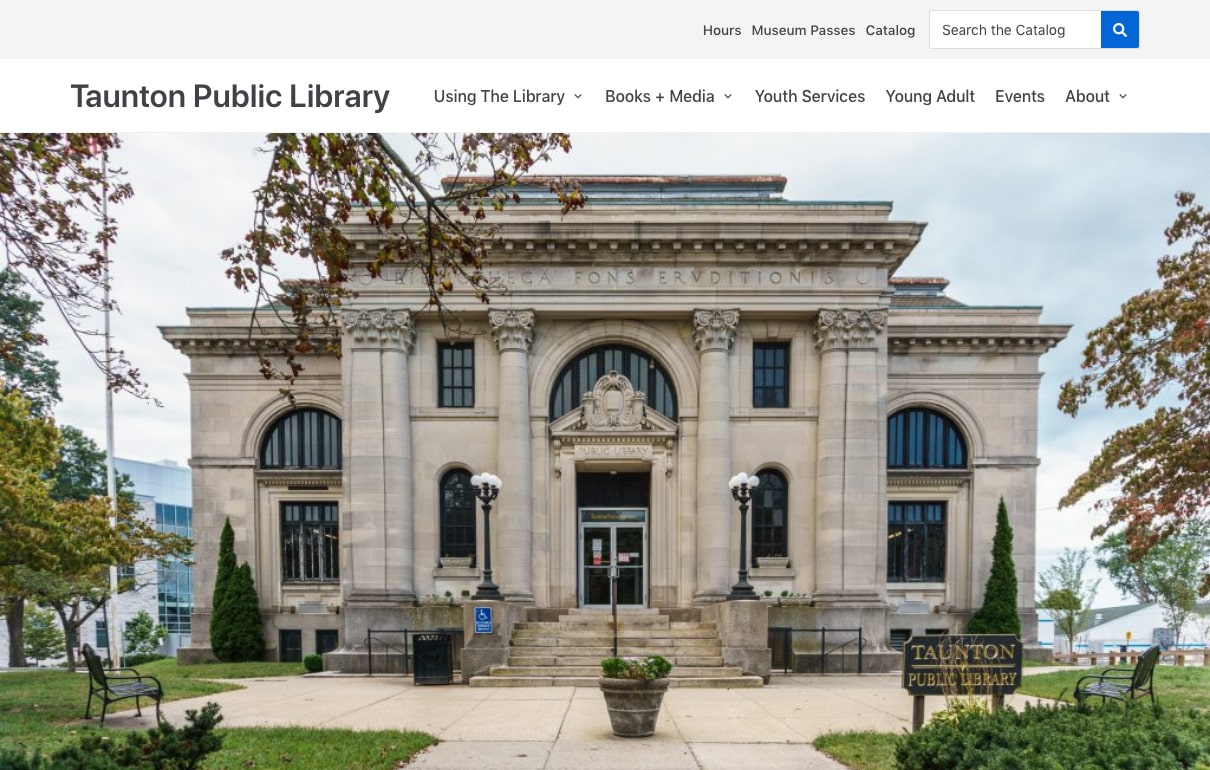 Hours Museum Passes Catalog Search the Catalog
Taunton Public Library Using The Library Books + Media Youth Services Young Adult Events About
FONS ERVDITIONIS
PUBLIC LIBRARY
TAUNTON
PUBLIC LIBRARY